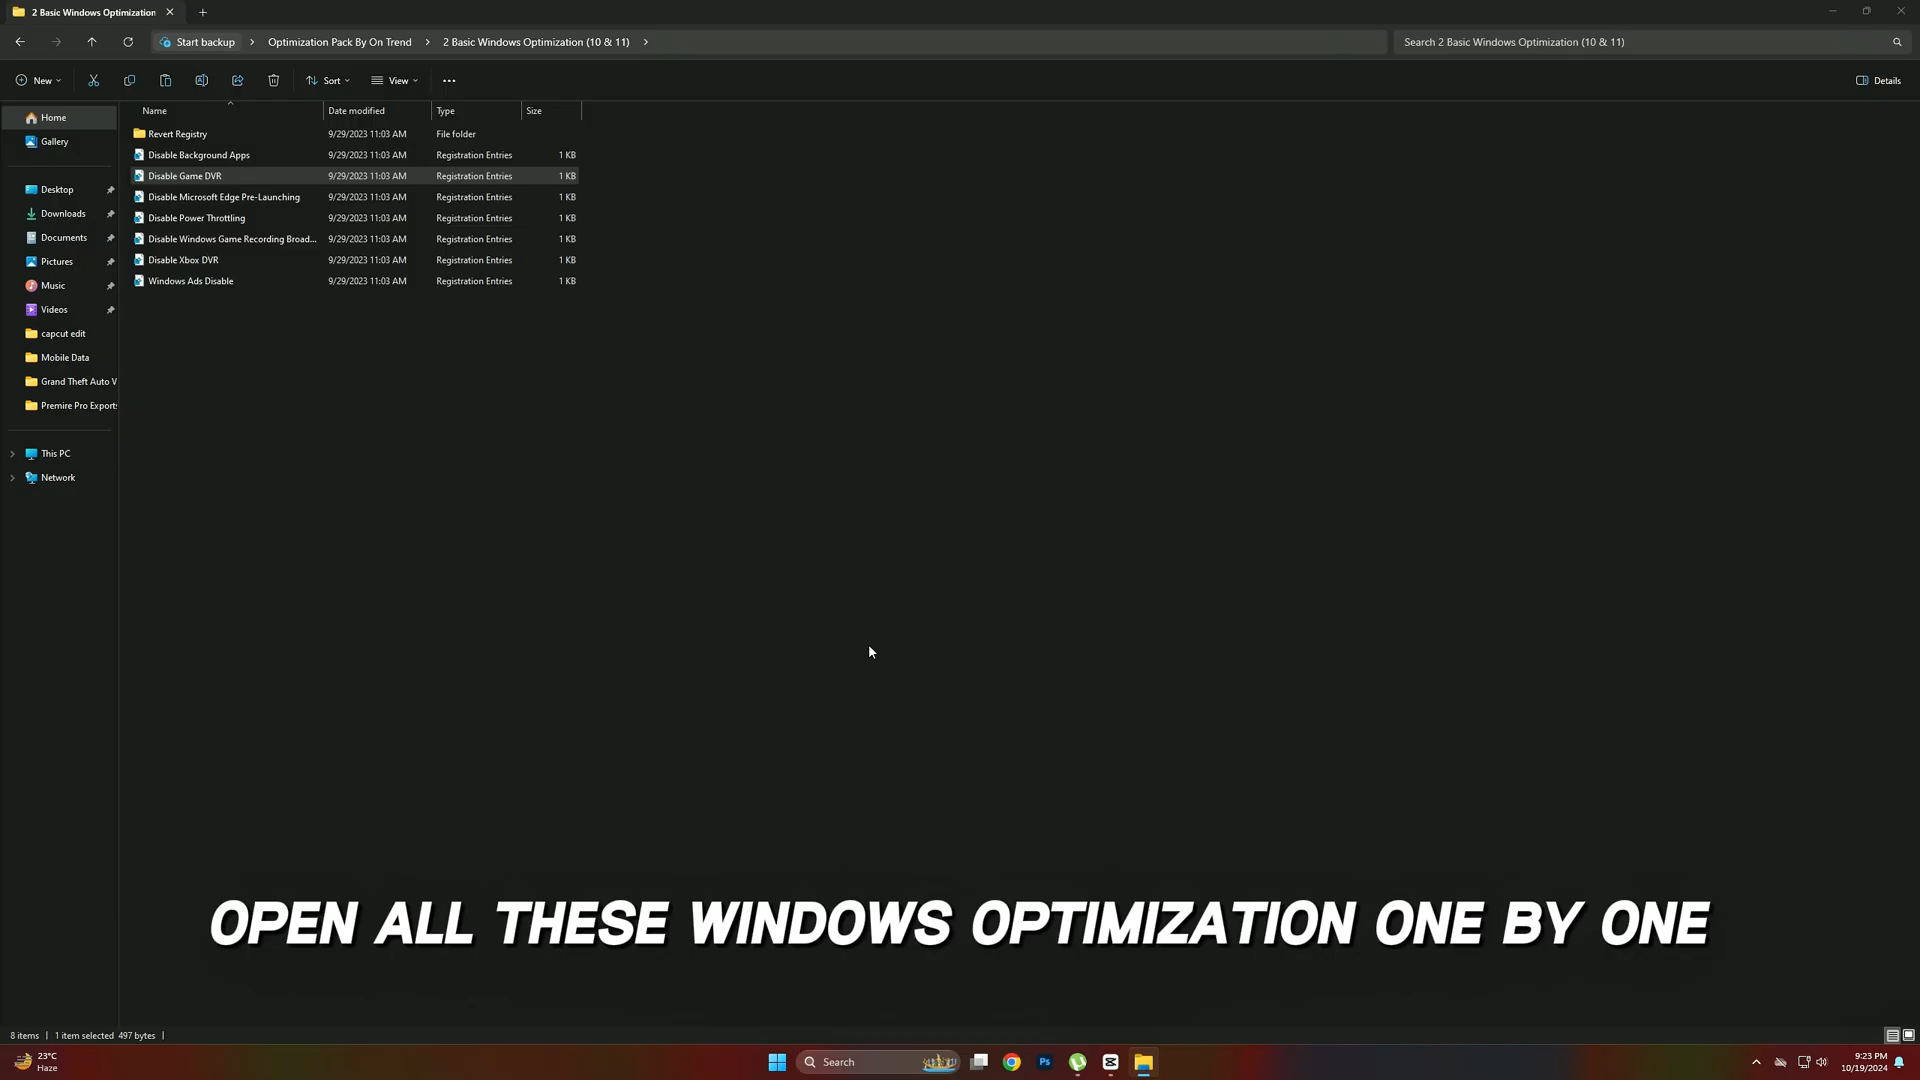 2 Basic Windows Optimization
Start backup
Optimization Pack By On Trend
2 Basic Windows Optimization (10 & 11)
Search 2 Basic Windows Optimization (10 & 11)
New
Sort
View
Details
Name Date modified Type Size
Home
Gallery
Desktop
Downloads
Documents
Pictures
Music
Videos
capcut edit
Mobile Data
Grand Theft Auto V
Premire Pro Exports
This PC
Network
Revert Registry 9/29/2023 11:03 AM File folder
Disable Background Apps 9/29/2023 11:03 AM Registration Entries 1 KB
Disable Game DVR 9/29/2023 11:03 AM Registration Entries 1 KB
Disable Microsoft Edge Pre-Launching 9/29/2023 11:03 AM Registration Entries 1 KB
Disable Power Throttling 9/29/2023 11:03 AM Registration Entries 1 KB
Disable Windows Game Recording Broad... 9/29/2023 11:03 AM Registration Entries 1 KB
Disable Xbox DVR 9/29/2023 11:03 AM Registration Entries 1 KB
Windows Ads Disable 9/29/2023 11:03 AM Registration Entries 1 KB
OPEN ALL THESE WINDOWS OPTIMIZATION ONE BY ONE
8 items 1 item selected 497 bytes
23°C
Haze
Search
Ps
9:23 PM
10/19/2024